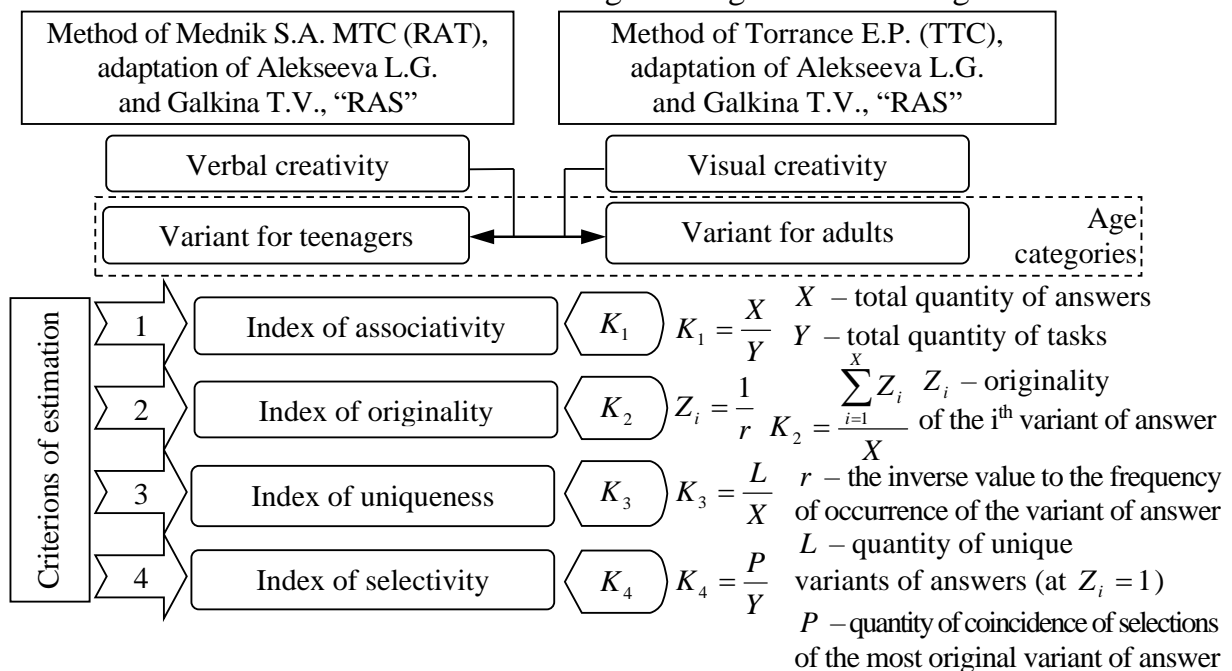 Method of Mednik S.A. MTC (RAT),
adaptation of Alekseeva L.G.
and Galkina T.V., “RAS”
Method of Torrance E.P. (TTC),
adaptation of Alekseeva L.G.
and Galkina T.V., “RAS”
Verbal creativity
Visual creativity
Variant for teenagers
Variant for adults
Age
categories
Criterions of estimation
1
Index of associativity
K₁
K₁ = X/Y
X – total quantity of answers
Y – total quantity of tasks
2
Index of originality
K₂
Zᵢ = 1/r
K₂ = ∑ᵢ₌₁ˣ Zᵢ / X
Zᵢ – originality
of the iᵗʰ variant of answer
3
Index of uniqueness
K₃
K₃ = L/X
r – the inverse value to the frequency
of occurrence of the variant of answer
4
Index of selectivity
K₄
K₄ = P/Y
L – quantity of unique
variants of answers (at Zᵢ = 1)
P – quantity of coincidence of selections
of the most original variant of answer